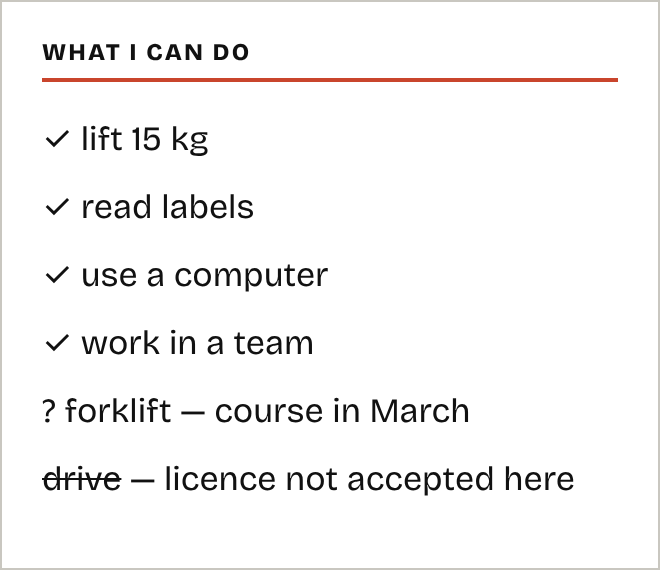 WHAT I CAN DO
✓ lift 15 kg
✓ read labels
✓ use a computer
✓ work in a team
? forklift — course in March
drive — licence not accepted here